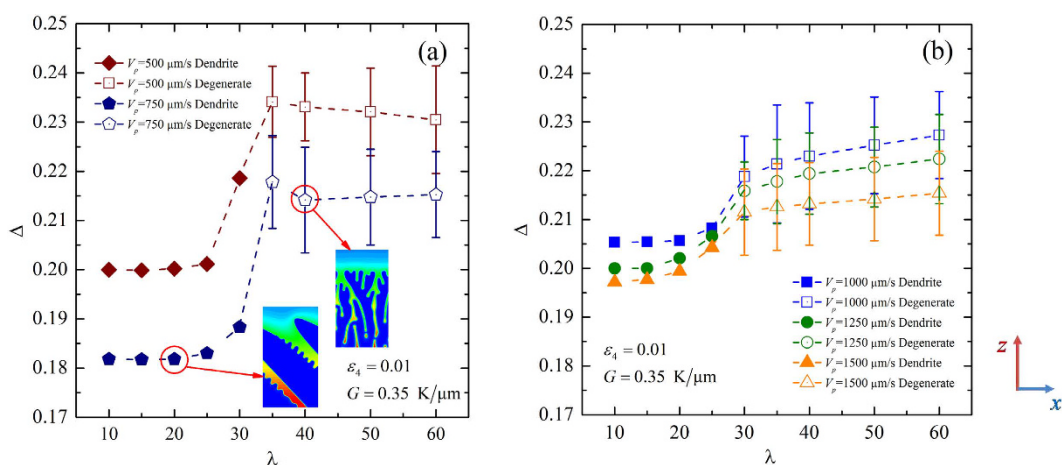 (a)
V_p=500 μm/s Dendrite
V_p=500 μm/s Degenerate
V_p=750 μm/s Dendrite
V_p=750 μm/s Degenerate
0.25
0.24
0.23
0.22
0.21
0.20
0.19
0.18
0.17
Δ
ε₄ = 0.01
G = 0.35 K/μm
10 20 30 40 50 60
λ
(b)
0.25
0.24
0.23
0.22
0.21
0.20
0.19
0.18
0.17
Δ
V_p=1000 μm/s Dendrite
V_p=1000 μm/s Degenerate
V_p=1250 μm/s Dendrite
V_p=1250 μm/s Degenerate
V_p=1500 μm/s Dendrite
V_p=1500 μm/s Degenerate
ε₄ = 0.01
G = 0.35 K/μm
10 20 30 40 50 60
λ
z
x